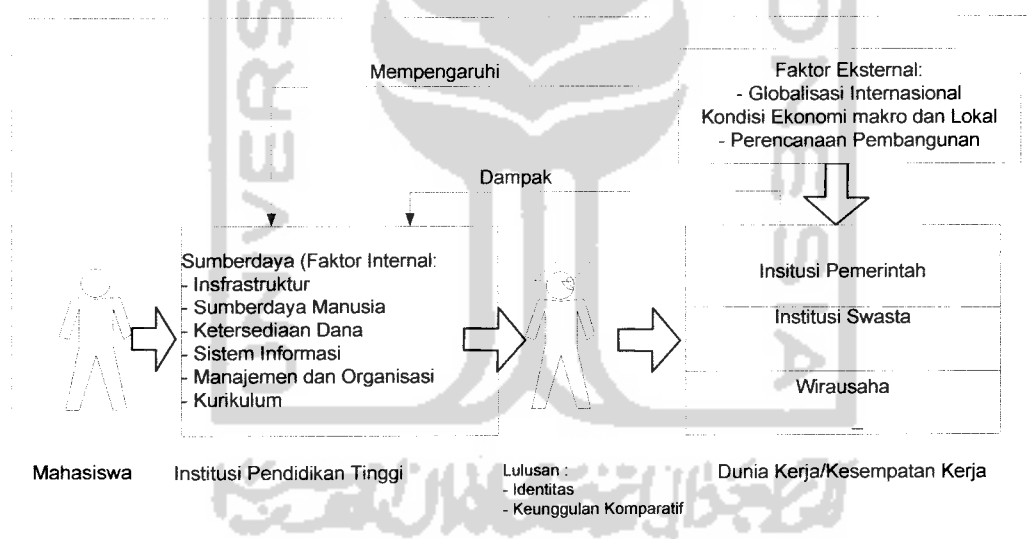 Mempengaruhi
Faktor Eksternal:
- Globalisasi Internasional
Kondisi Ekonomi makro dan Lokal
- Perencanaan Pembangunan
Dampak
Sumberdaya (Faktor Internal:
- Insfrastruktur
- Sumberdaya Manusia
- Ketersediaan Dana
- Sistem Informasi
- Manajemen dan Organisasi
- Kurikulum
Insitusi Pemerintah
Institusi Swasta
Wirausaha
Mahasiswa
Institusi Pendidikan Tinggi
Lulusan :
- Identitas
- Keunggulan Komparatif
Dunia Kerja/Kesempatan Kerja